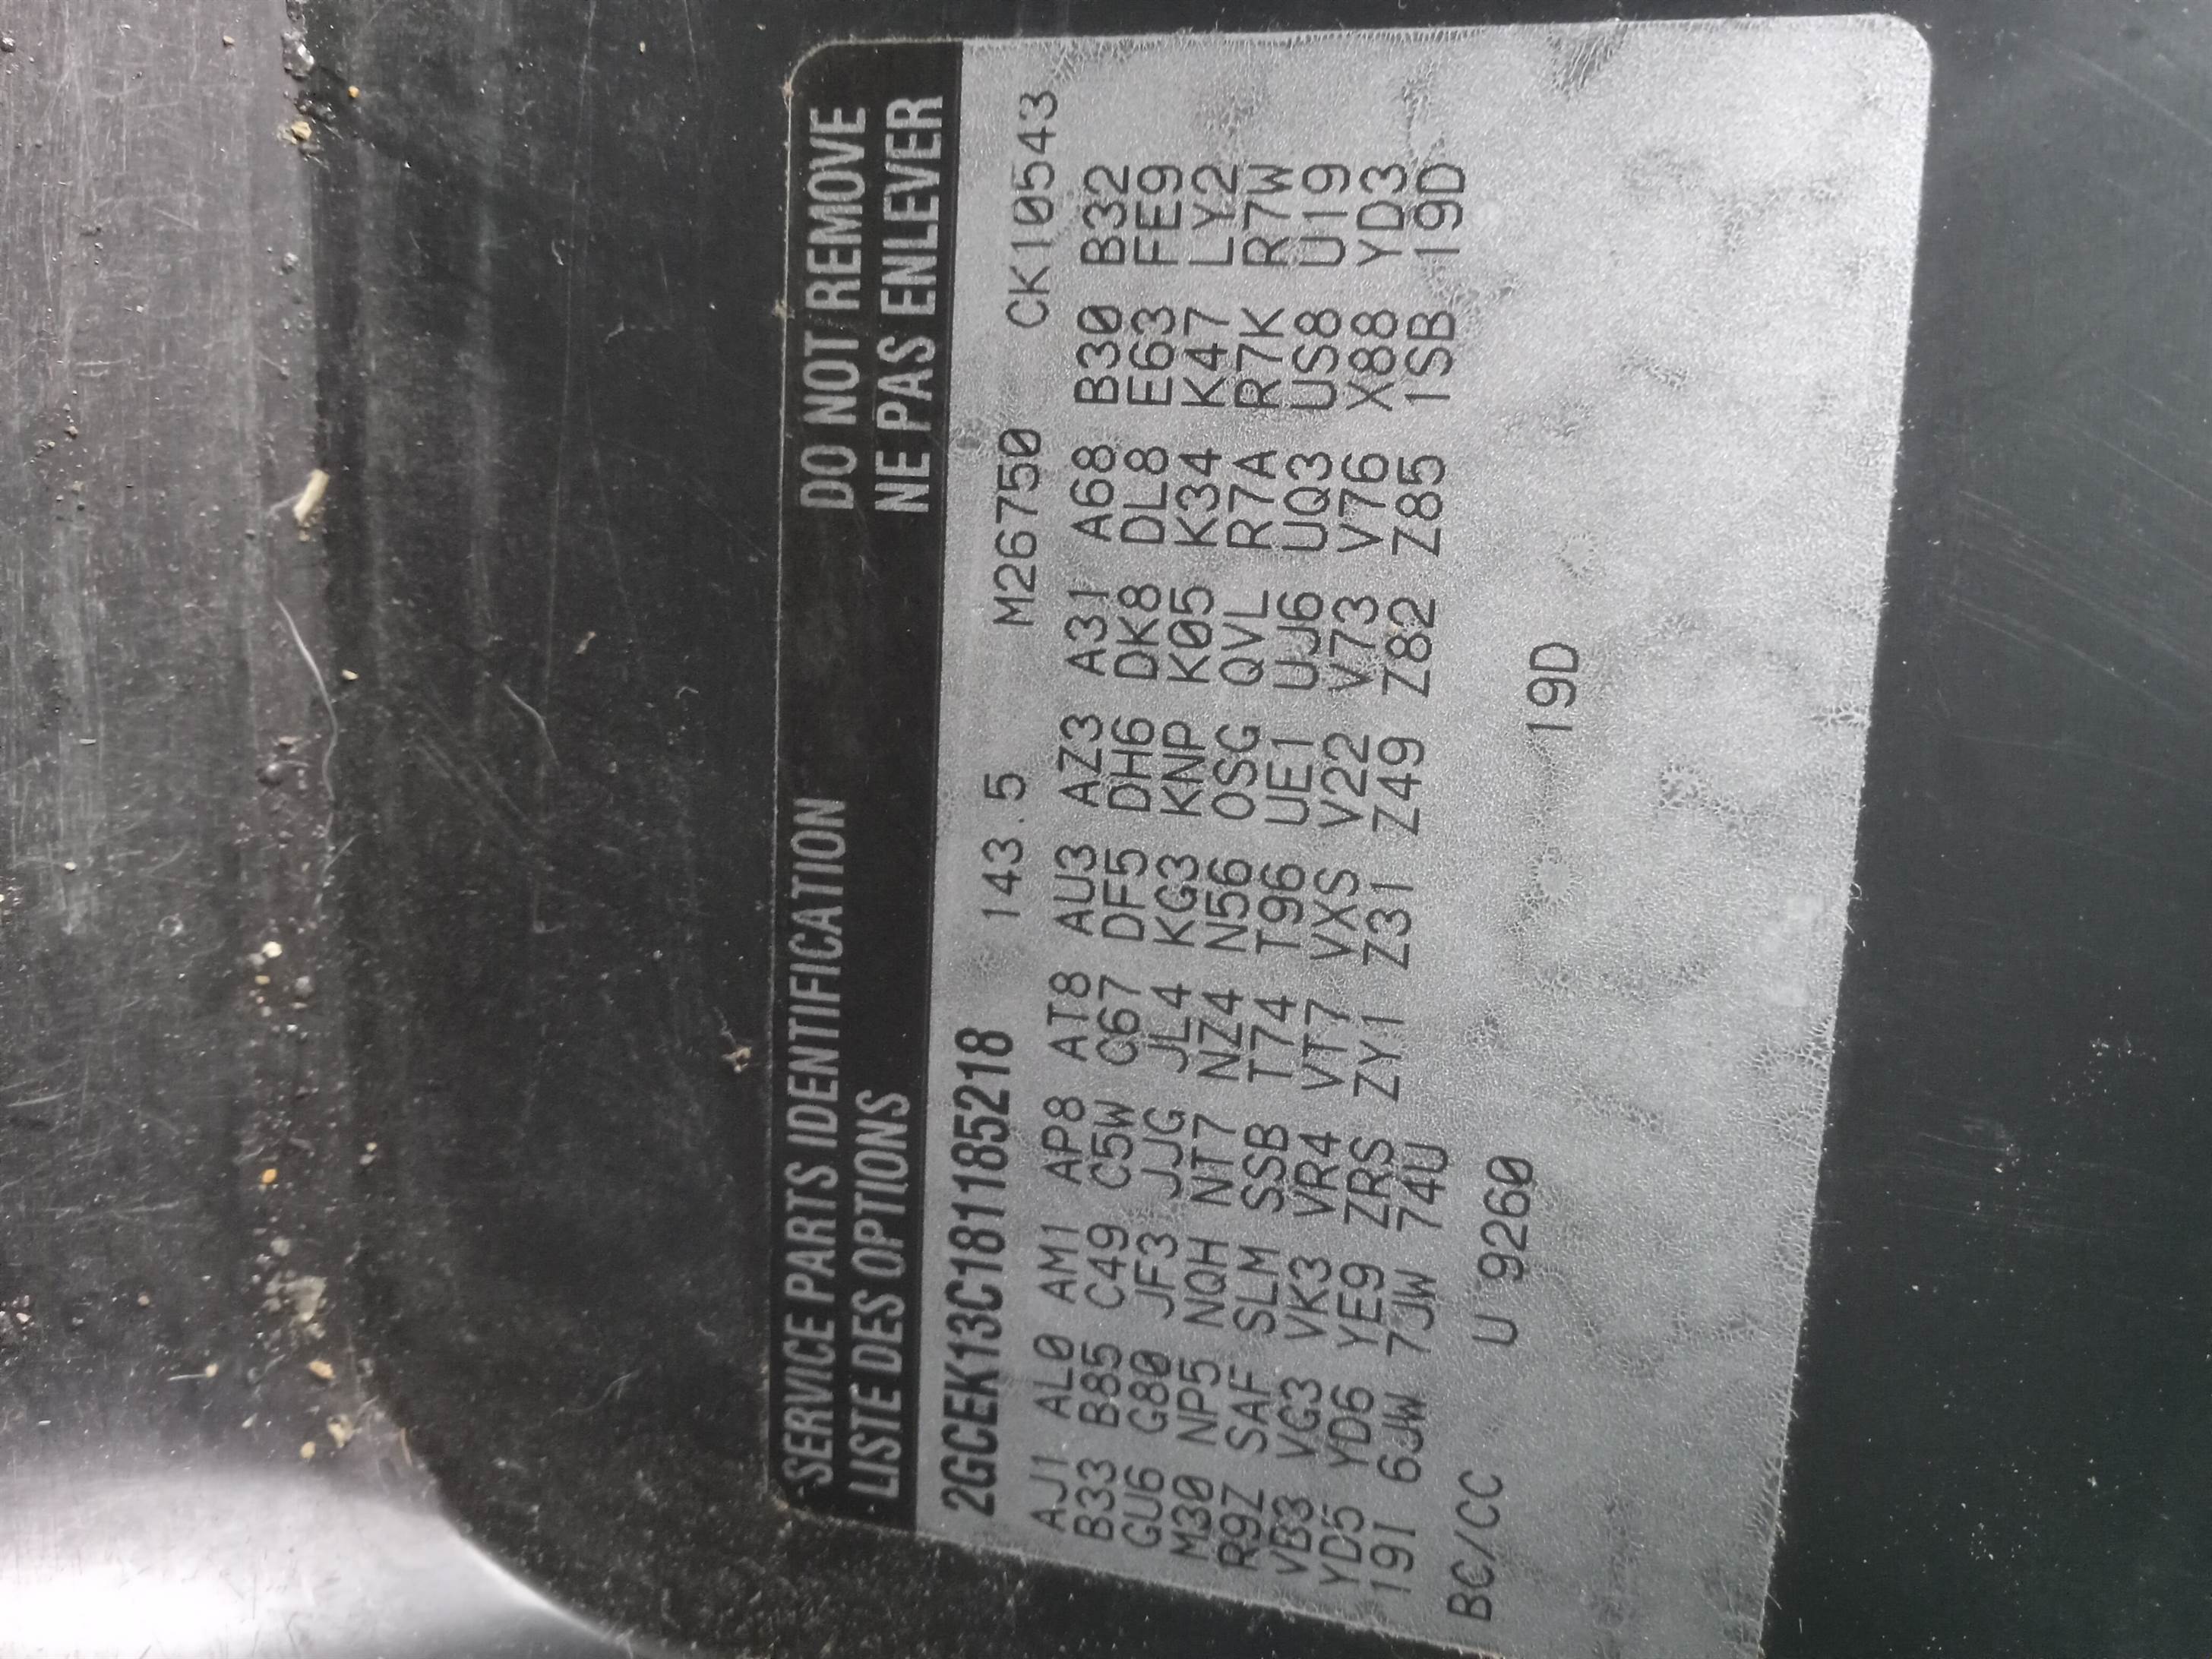 SERVICE PARTS IDENTIFICATION DO NOT REMOVE
LISTE DES OPTIONS NE PAS ENLEVER
2GCEK13C181185218 143.5 M26750 CK10543
AJ1 AL0 AM1 AP8 AT8 AU3 AZ3 A31 A68 B30 B32
B33 B85 C49 C5W C67 DF5 DH6 DK8 DL8 E63 FE9
GU6 G80 JF3 JJG JL4 KG3 KNP K05 K34 K47 LY2
M30 NP5 NQH NT7 NZ4 N56 OSG QVL R7A R7K R7W
R9Z SAF SLM SSB T74 T96 UE1 UJ6 UQ3 US8 U19
VB3 VG3 VK3 VR4 VT7 VXS V22 V73 V76 X88 YD3
YD5 YD6 YE9 ZRS ZY1 Z31 Z49 Z82 Z85 1SB 19D
19I 6JW 7JW 74U
BC/CC U 9260 19D